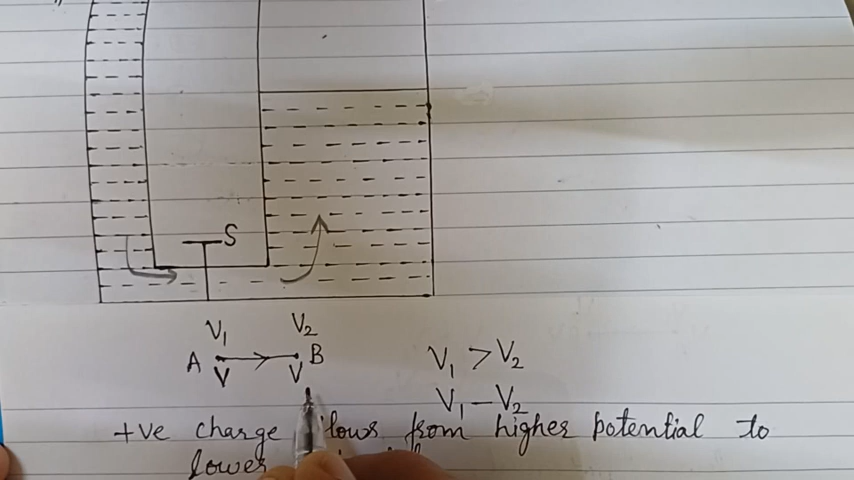 S
V₁ V₂
A B V₁ > V₂
V V
V₁ – V₂
+ve charge flows from higher potential to
lower